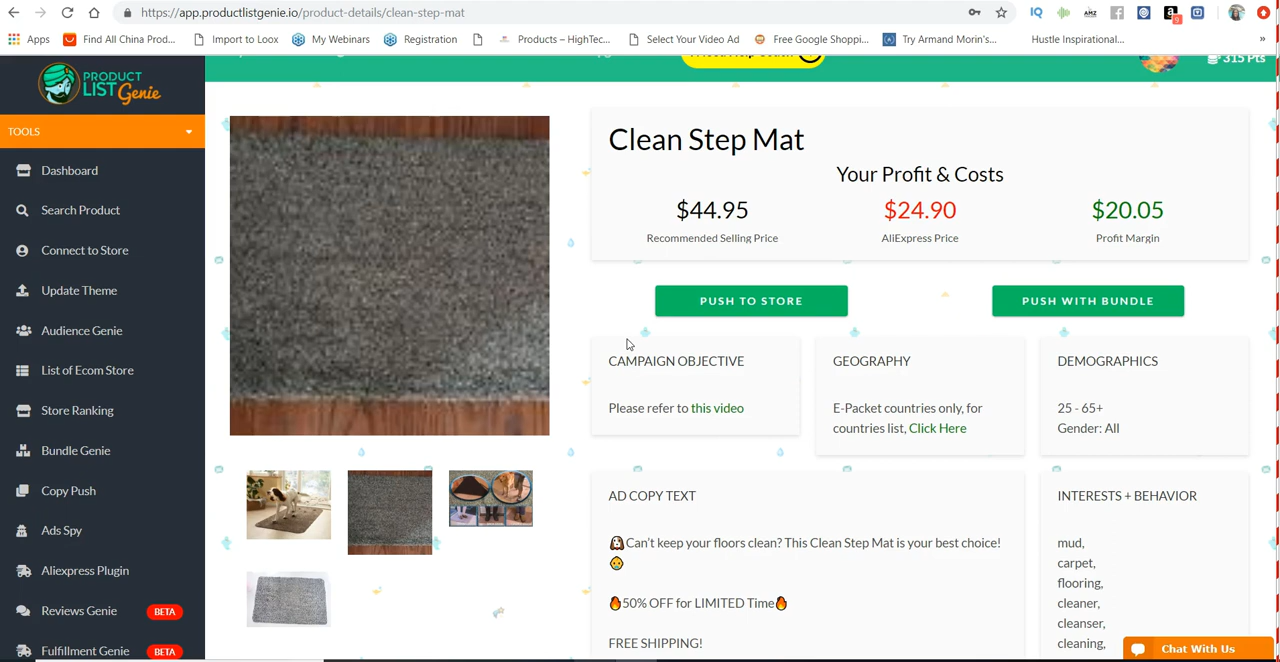 https://app.productlistgenie.io/product-details/clean-step-mat
Apps
Find All China Prod...
Import to Loox
My Webinars
Registration
Products – HighTec...
Select Your Video Ad
Free Google Shoppi...
Try Armand Morin's...
Hustle Inspirational...
»
IQ
AMZ
9
PRODUCT
LIST Genie
315 Pts
TOOLS
Dashboard
Search Product
Connect to Store
Update Theme
Audience Genie
List of Ecom Store
Store Ranking
Bundle Genie
Copy Push
Ads Spy
Aliexpress Plugin
Reviews Genie BETA
Fulfillment Genie BETA
Clean Step Mat
Your Profit & Costs
$44.95 $24.90 $20.05
Recommended Selling Price AliExpress Price Profit Margin
PUSH TO STORE PUSH WITH BUNDLE
CAMPAIGN OBJECTIVE
Please refer to this video
GEOGRAPHY
E-Packet countries only, for
countries list, Click Here
DEMOGRAPHICS
25 - 65+
Gender: All
AD COPY TEXT
Can't keep your floors clean? This Clean Step Mat is your best choice!
50% OFF for LIMITED Time
FREE SHIPPING!
INTERESTS + BEHAVIOR
mud,
carpet,
flooring,
cleaner,
cleanser,
cleaning,
Chat With Us